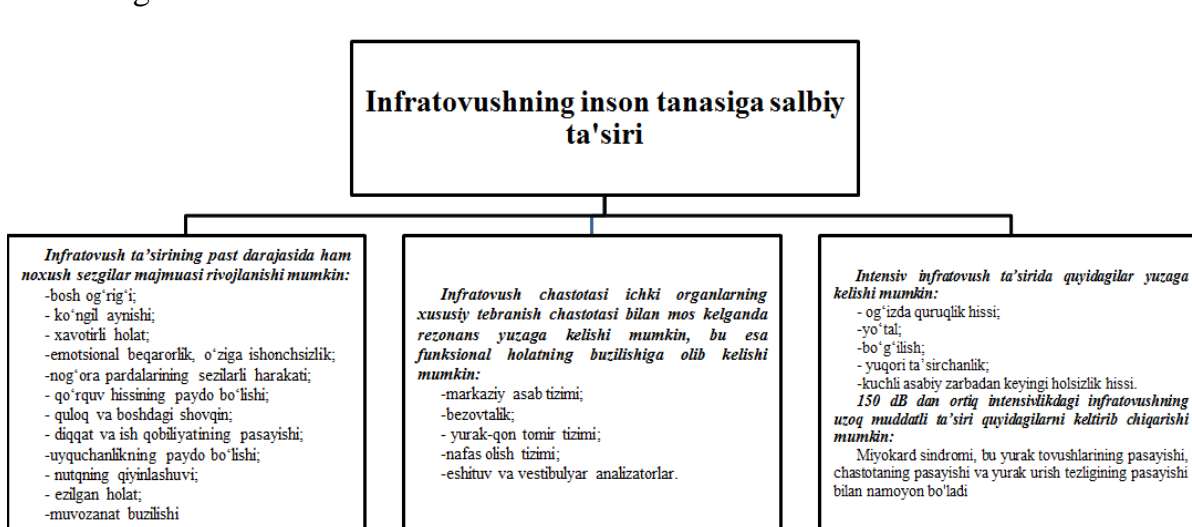 Infratovushning inson tanasiga salbiy
ta'siri
Infratovush ta’sirining past darajasida ham
noxush sezgilar majmuasi rivojlanishi mumkin:
-bosh og‘rig‘i;
- ko‘ngil aynishi;
- xavotirli holat;
-emotsional beqarorlik, o‘ziga ishonchsizlik;
-nog‘ora pardalarining sezilarli harakati;
- qo‘rquv hissining paydo bo‘lishi;
- quloq va boshdagi shovqin;
- diqqat va ish qobiliyatining pasayishi;
-uyquchanlikning paydo bo‘lishi;
- nutqning qiyinlashuvi;
- ezilgan holat;
-muvozanat buzilishi
Infratovush chastotasi ichki organlarning
xususiy tebranish chastotasi bilan mos kelganda
rezonans yuzaga kelishi mumkin, bu esa
funksional holatning buzilishiga olib kelishi
mumkin:
-markaziy asab tizimi;
-bezovtalik;
- yurak-qon tomir tizimi;
-nafas olish tizimi;
-eshituv va vestibulyar analizatorlar.
Intensiv infratovush ta’sirida quyidagilar yuzaga
kelishi mumkin:
- og‘izda quruqlik hissi;
-yo‘tal;
-bo‘g‘ilish;
- yuqori ta’sirchanlik;
-kuchli asabiy zarbadan keyingi holsizlik hissi.
150 dB dan ortiq intensivlikdagi infratovushning
uzoq muddatli ta’siri quyidagilarni keltirib chiqarishi
mumkin:
Miyokard sindromi, bu yurak tovushlarining pasayishi,
chastotaning pasayishi va yurak urish tezligining pasayishi
bilan namoyon bo'ladi